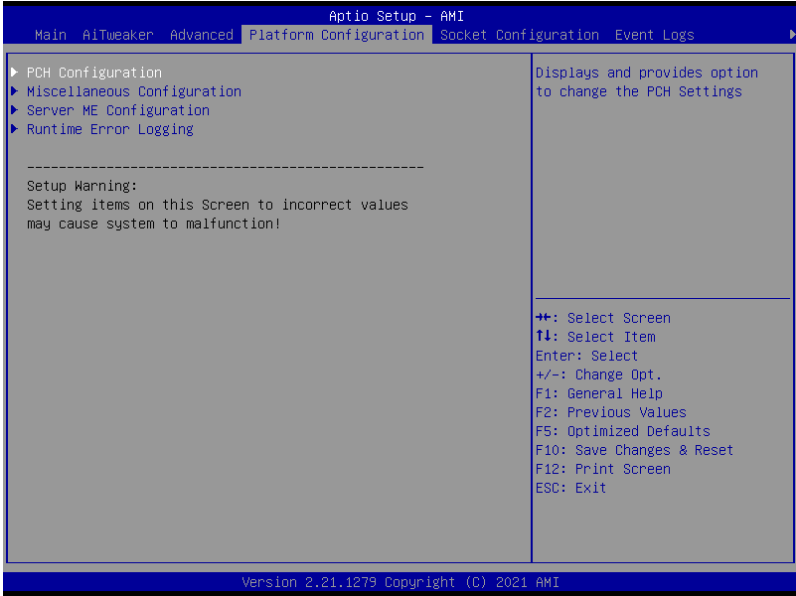 Aptio Setup – AMI
Main AiTweaker Advanced Platform Configuration Socket Configuration Event Logs
PCH Configuration
Miscellaneous Configuration
Server ME Configuration
Runtime Error Logging
--------------------------------------------------
Setup Warning:
Setting items on this Screen to incorrect values
may cause system to malfunction!
Displays and provides option
to change the PCH Settings
→←: Select Screen
↑↓: Select Item
Enter: Select
+/-: Change Opt.
F1: General Help
F2: Previous Values
F5: Optimized Defaults
F10: Save Changes & Reset
F12: Print Screen
ESC: Exit
Version 2.21.1279 Copyright (C) 2021 AMI